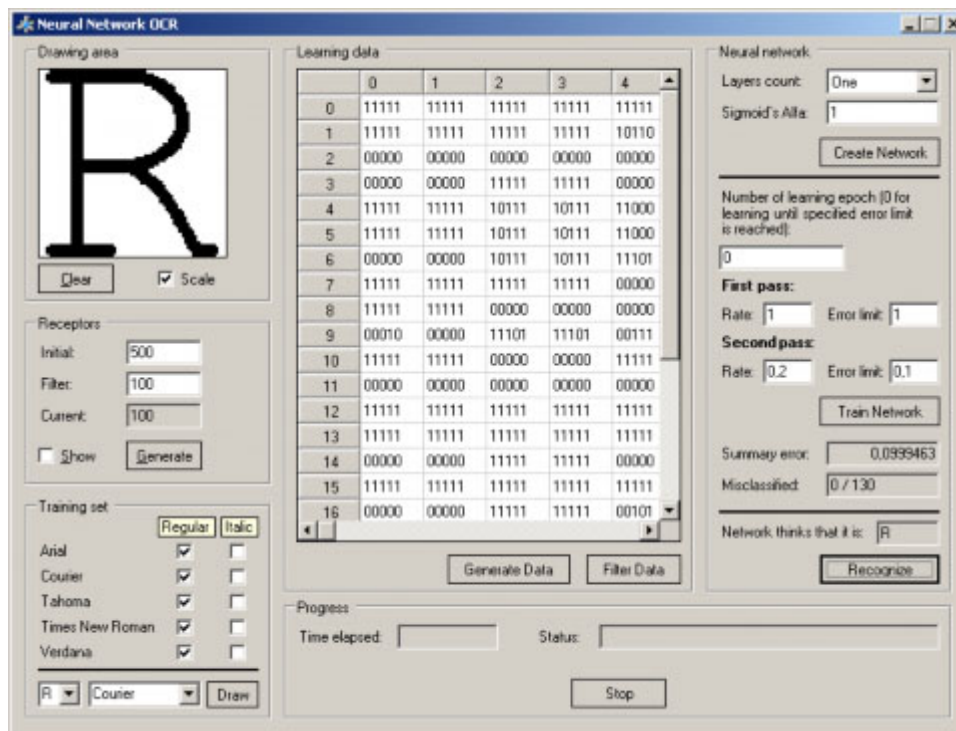 Neural Network OCR
Drawing area
R
Clear
Scale
Receptors
Initial: 500
Filter: 100
Current: 100
Show Generate
Training set
Regular Italic
Arial
Courier
Tahoma
Times New Roman
Verdana
R Courier Draw
Learning data
0 1 2 3 4
0 11111 11111 11111 11111 11111
1 11111 11111 11111 11111 10110
2 00000 00000 00000 00000 00000
3 00000 00000 11111 11111 00000
4 11111 11111 10111 10111 11000
5 11111 11111 10111 10111 11000
6 00000 00000 10111 10111 11101
7 11111 11111 11111 11111 00000
8 11111 11111 00000 00000 00000
9 00010 00000 11101 11101 00111
10 11111 11111 00000 00000 11111
11 00000 00000 00000 00000 00000
12 11111 11111 11111 11111 11111
13 11111 11111 11111 11111 11111
14 00000 00000 11111 11111 00000
15 11111 11111 11111 11111 11111
16 00000 00000 11111 11111 00101
Generate Data Filter Data
Neural network
Layers count: One
Sigmoid's Alfa: 1
Create Network
Number of learning epoch (0 for
learning until specified error limit
is reached):
0
First pass:
Rate: 1 Error limit: 1
Second pass:
Rate: 0,2 Error limit: 0,1
Train Network
Summary error: 0,0999463
Misclassified: 0 / 130
Network thinks that it is: R
Recognize
Progress
Time elapsed: Status:
Stop